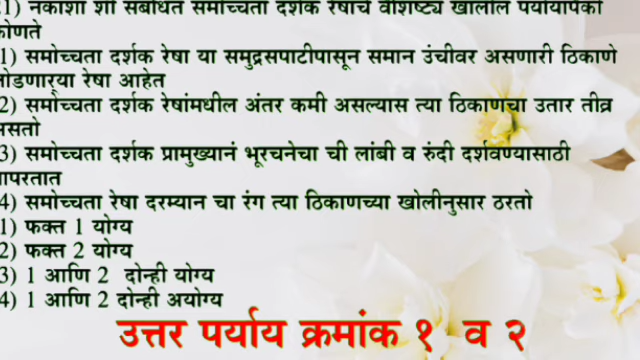 21) नकाशा शी संबंधित समोच्चता दर्शक रेषांचे वैशिष्ट्य खालील पर्यायांपैकी
कोणते
1) समोच्चता दर्शक रेषा या समुद्रसपाटीपासून समान उंचीवर असणारी ठिकाणे
जोडणाऱ्या रेषा आहेत
2) समोच्चता दर्शक रेषांमधील अंतर कमी असल्यास त्या ठिकाणचा उतार तीव्र
असतो
3) समोच्चता दर्शक प्रामुख्यानं भूरचनेचा ची लांबी व रुंदी दर्शवण्यासाठी
वापरतात
4) समोच्चता रेषा दरम्यान चा रंग त्या ठिकाणच्या खोलीनुसार ठरतो
1) फक्त 1 योग्य
2) फक्त 2 योग्य
3) 1 आणि 2 दोन्ही योग्य
4) 1 आणि 2 दोन्ही अयोग्य
उत्तर पर्याय क्रमांक १ व २